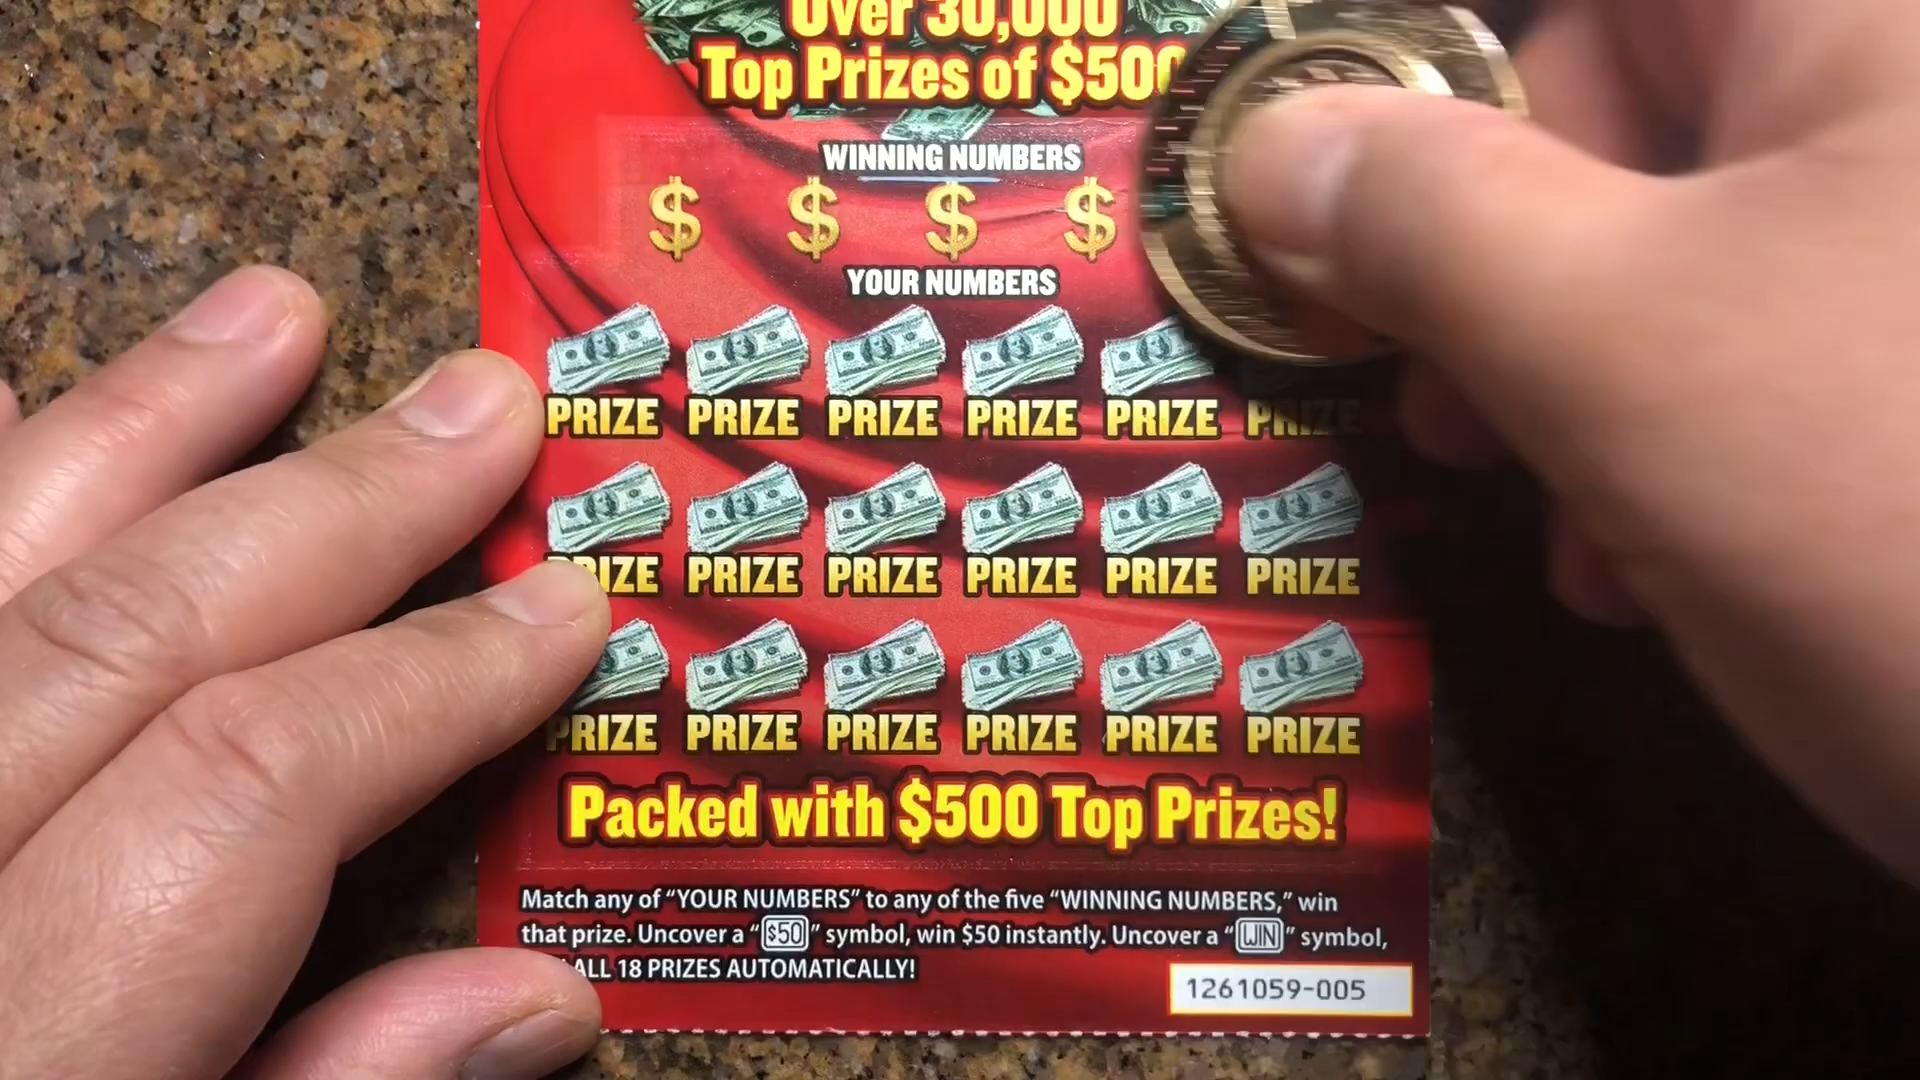 Over 30,000
Top Prizes of $500
WINNING NUMBERS
$ $ $ $
YOUR NUMBERS
PRIZE PRIZE PRIZE PRIZE PRIZE PRIZE
PRIZE PRIZE PRIZE PRIZE PRIZE PRIZE
PRIZE PRIZE PRIZE PRIZE PRIZE PRIZE
Packed with $500 Top Prizes!
Match any of “YOUR NUMBERS” to any of the five “WINNING NUMBERS,” win
that prize. Uncover a “$50” symbol, win $50 instantly. Uncover a “WIN” symbol,
ALL 18 PRIZES AUTOMATICALLY!
1261059-005